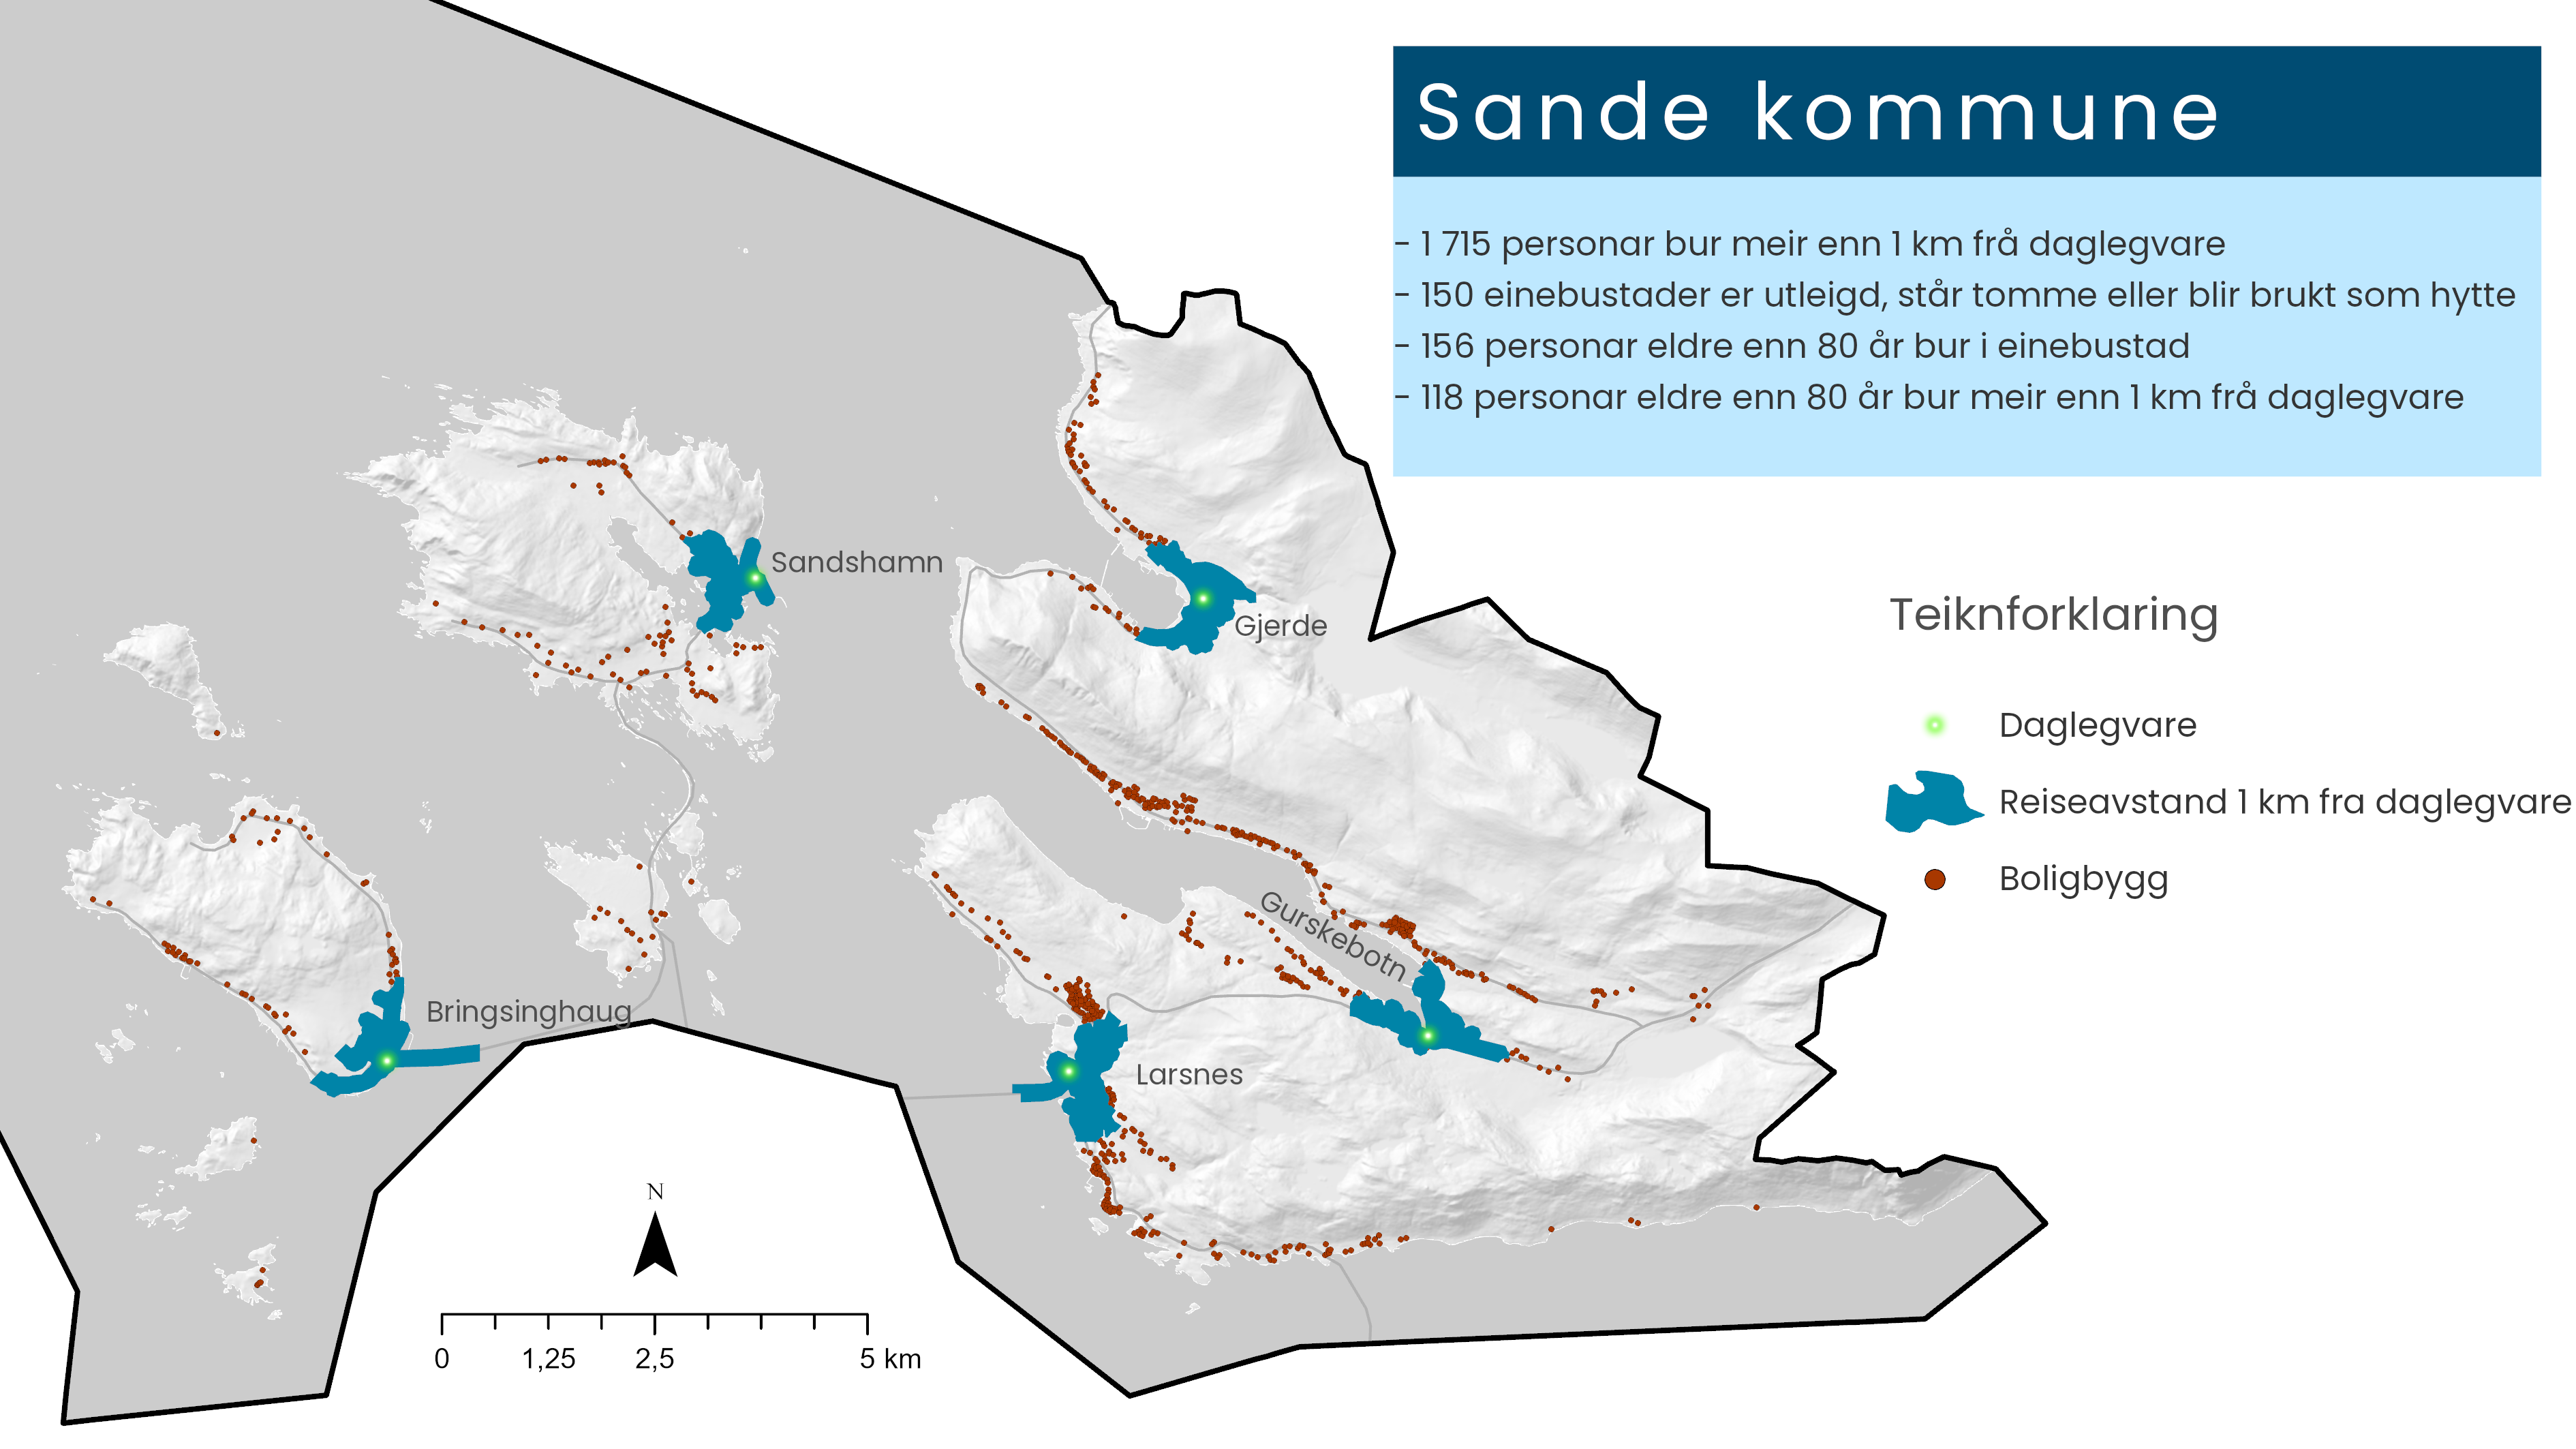 Sande kommune
- 1 715 personar bur meir enn 1 km frå daglegvare
- 150 einebustader er utleigd, står tomme eller blir brukt som hytte
- 156 personar eldre enn 80 år bur i einebustad
- 118 personar eldre enn 80 år bur meir enn 1 km frå daglegvare
Sandshamn
Gjerde
Teiknforklaring
Daglegvare
Reiseavstand 1 km fra daglegvare
Boligbygg
Gurskebotn
Bringsinghaug
Larsnes
N
0 1,25 2,5 5 km